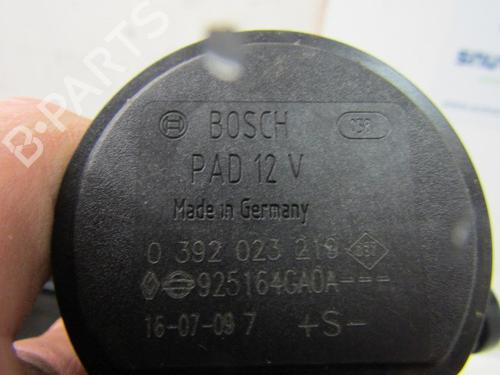 BOSCH
PAD 12 V
Made in Germany
0 392 023 219
925164GA0A---
16-07-09 7 +S-
B-PARTS